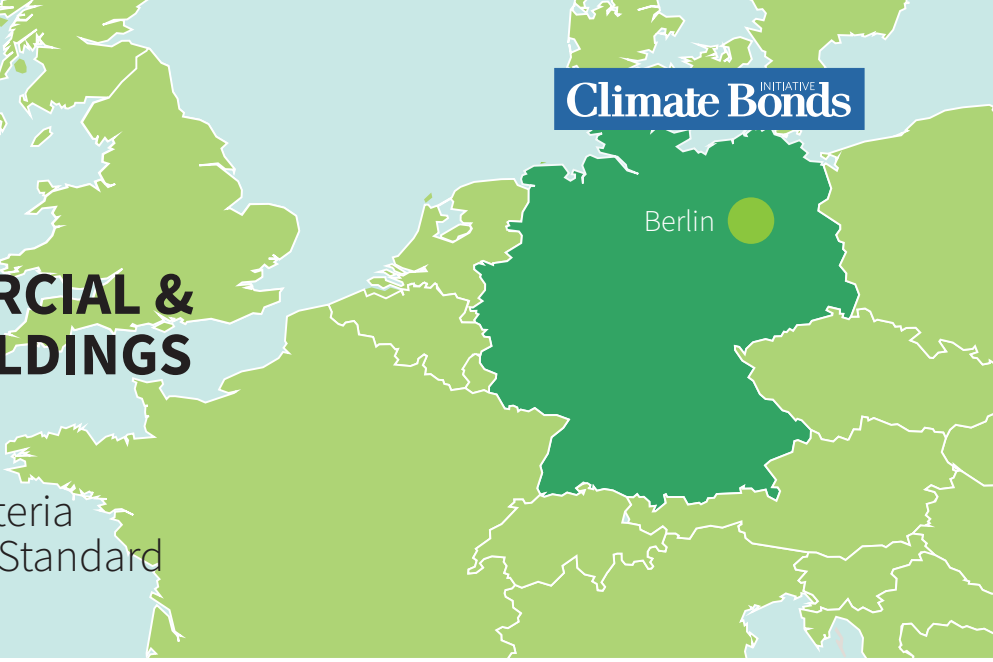 Climate Bonds
INITIATIVE
Berlin
RCIAL &
LDINGS
teria
Standard